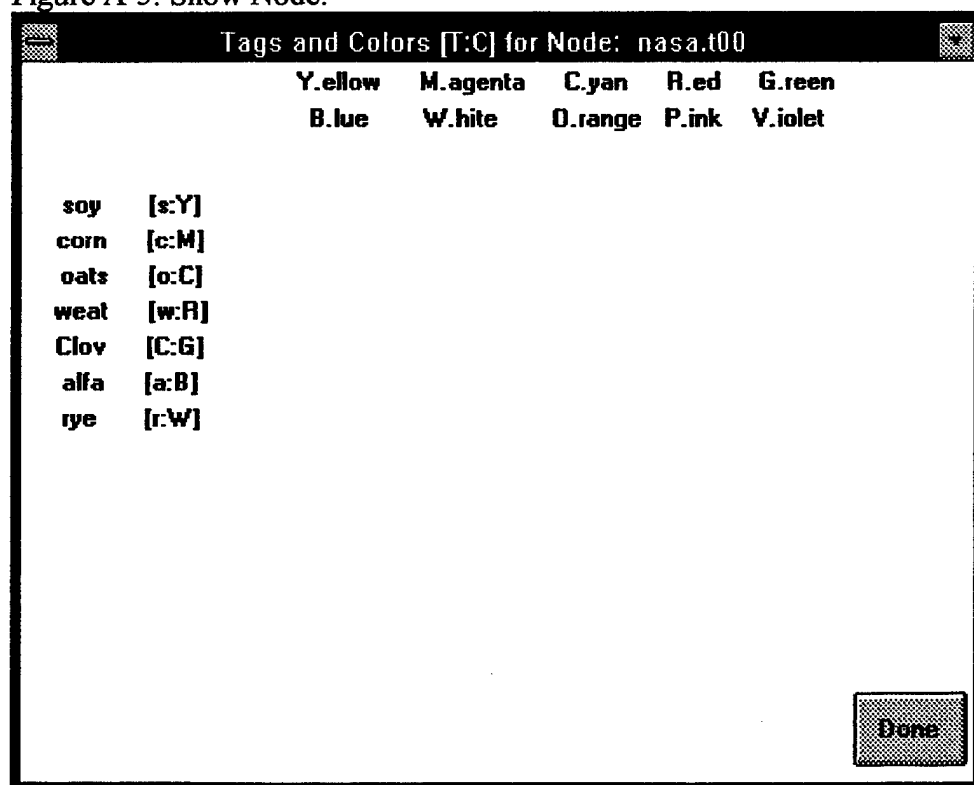 Figure A-5: Show Node.
Tags and Colors [T:C] for Node: nasa.t00
Y.ellow M.agenta C.yan R.ed G.reen
B.lue W.hite O.range P.ink V.iolet
soy [s:Y]
corn [c:M]
oats [o:C]
weat [w:R]
Clov [C:G]
alfa [a:B]
rye [r:W]
Done